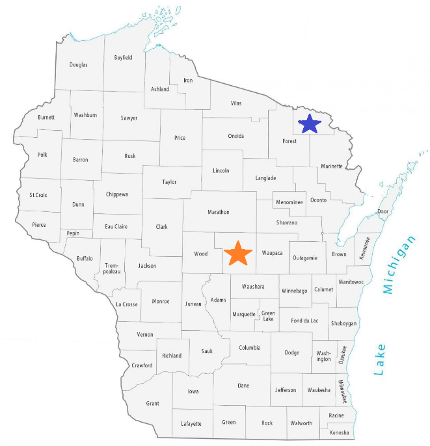 Douglas
Bayfield
Ashland
Iron
Vilas
Burnett
Washburn
Sawyer
Price
Oneida
Forest
Polk
Barron
Rusk
Lincoln
Langlade
Marinette
Taylor
St Croix
Dunn
Chippewa
Marathon
Menominee
Oconto
Door
Pierce
Pepin
Eau Claire
Clark
Shawano
Buffalo
Trem-
pealeau
Jackson
Wood
Waupaca
Outagamie
Brown
Kewaunee
La Crosse
Monroe
Juneau
Adams
Waushara
Winnebago
Calumet
Manitowoc
Marquette
Green
Lake
Fond du Lac
Sheboygan
Vernon
Crawford
Richland
Sauk
Columbia
Dodge
Wash-
ington
Ozaukee
Grant
Iowa
Dane
Jefferson
Waukesha
Milwaukee
Lafayette
Green
Rock
Walworth
Racine
Kenosha
Lake Michigan